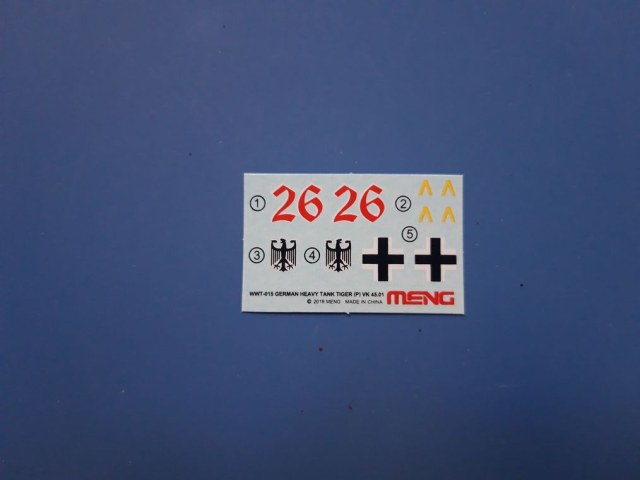 ① 26 26 ②
⑤
③ ④
WWT-015 GERMAN HEAVY TANK TIGER (P) VK 45.01
© 2019 MENG MADE IN CHINA
MENG